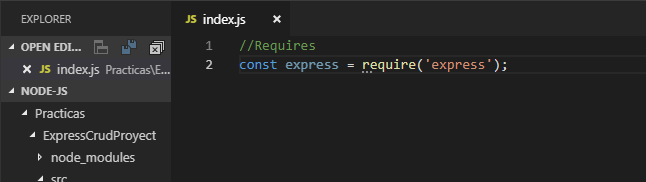 EXPLORER
JS index.js ×
OPEN EDI...
× JS index.js Practicas\E...
NODE-JS
Practicas
ExpressCrudProyect
node_modules
src
1 //Requires
2 const express = require('express');